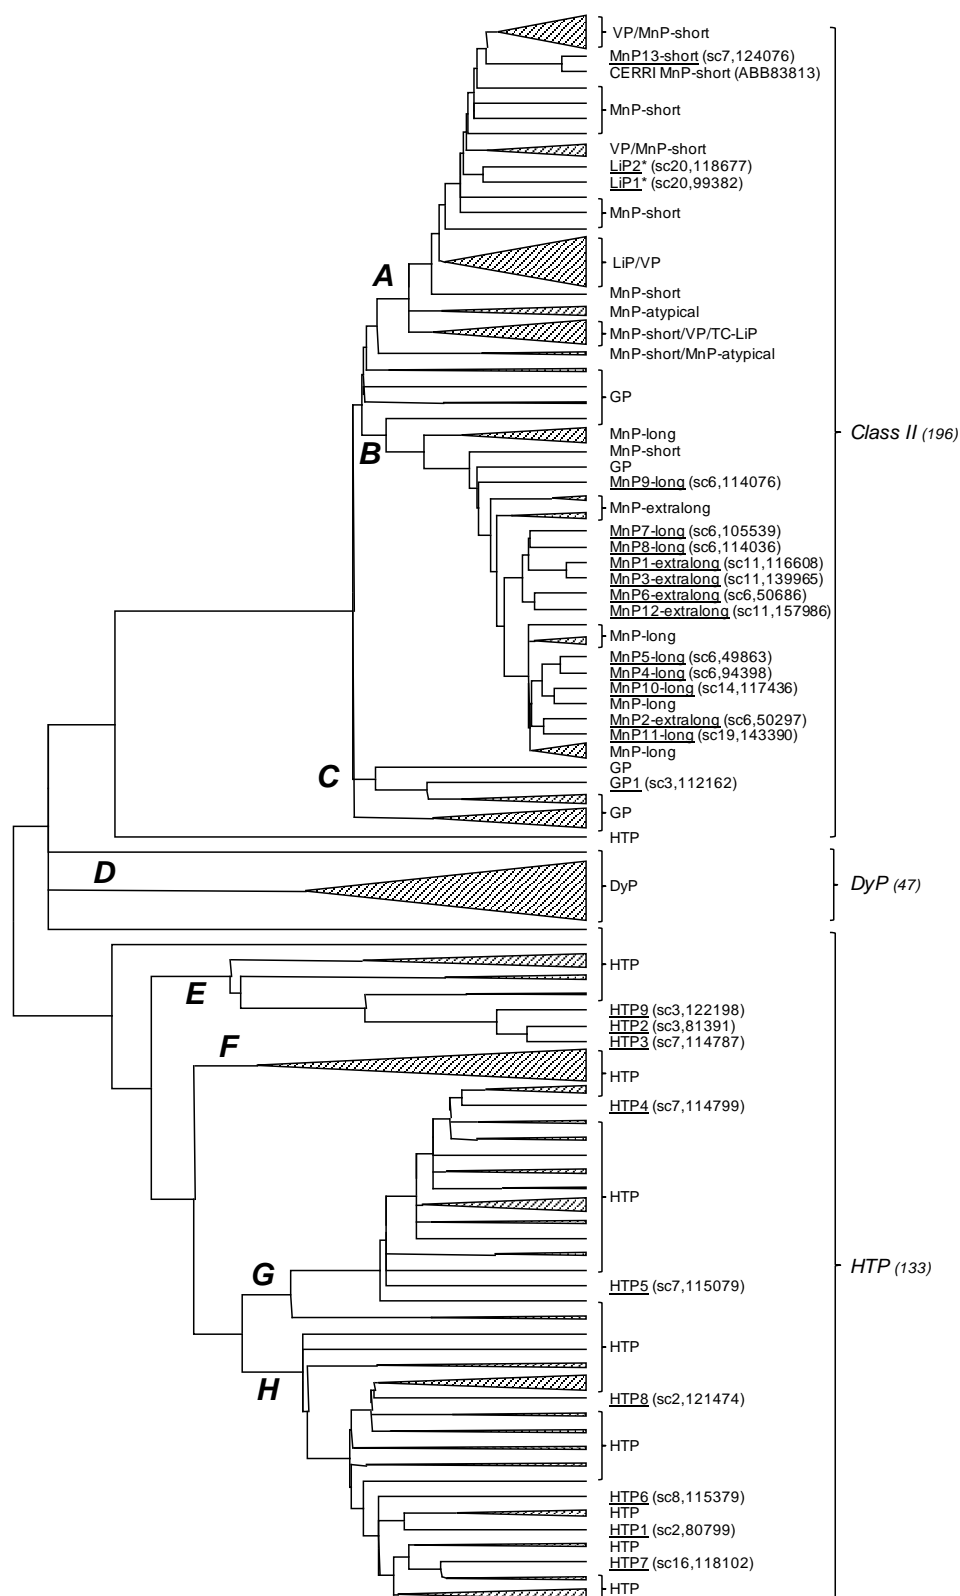 VP/MnP-short
MnP13-short (sc7,124076)
CERRI MnP-short (ABB83813)
MnP-short
VP/MnP-short
LiP2* (sc20,118677)
LiP1* (sc20,99382)
MnP-short
LiP/VP
A
MnP-short
MnP-atypical
MnP-short/VP/TC-LiP
MnP-short/MnP-atypical
GP
Class II (196)
MnP-long
B
MnP-short
GP
MnP9-long (sc6,114076)
MnP-extralong
MnP7-long (sc6,105539)
MnP8-long (sc6,114036)
MnP1-extralong (sc11,116608)
MnP3-extralong (sc11,139965)
MnP6-extralong (sc6,50686)
MnP12-extralong (sc11,157986)
MnP-long
MnP5-long (sc6,49863)
MnP4-long (sc6,94398)
MnP10-long (sc14,117436)
MnP-long
MnP2-extralong (sc6,50297)
MnP11-long (sc19,143390)
MnP-long
GP
C
GP1 (sc3,112162)
GP
HTP
D
DyP
DyP (47)
HTP
E
HTP9 (sc3,122198)
HTP2 (sc3,81391)
HTP3 (sc7,114787)
F
HTP
HTP4 (sc7,114799)
HTP
HTP (133)
G
HTP5 (sc7,115079)
HTP
H
HTP8 (sc2,121474)
HTP
HTP6 (sc8,115379)
HTP
HTP1 (sc2,80799)
HTP
HTP7 (sc16,118102)
HTP